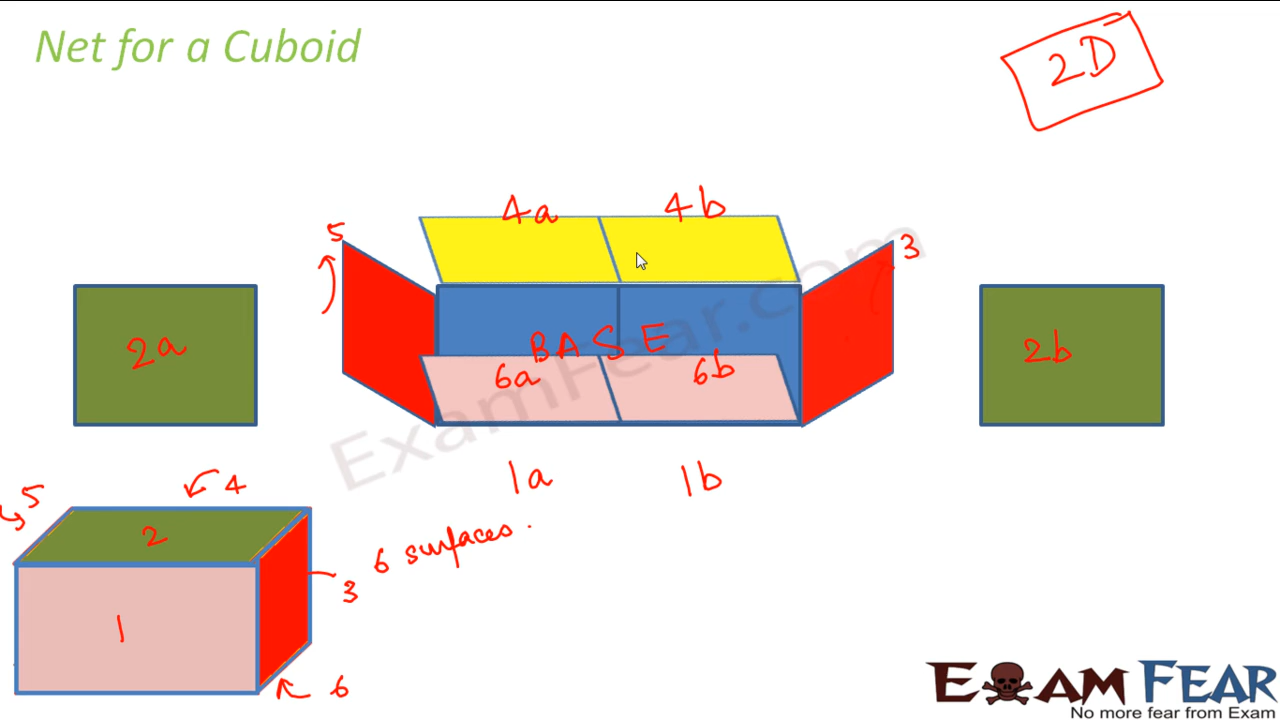 Net for a Cuboid
2D
4a 4b
5
3
2a
BASE
2b
6a 6b
ExamFear.com
1a 1b
5
4
2
6 surfaces.
3
1
6
EXAM FEAR
No more fear from Exam